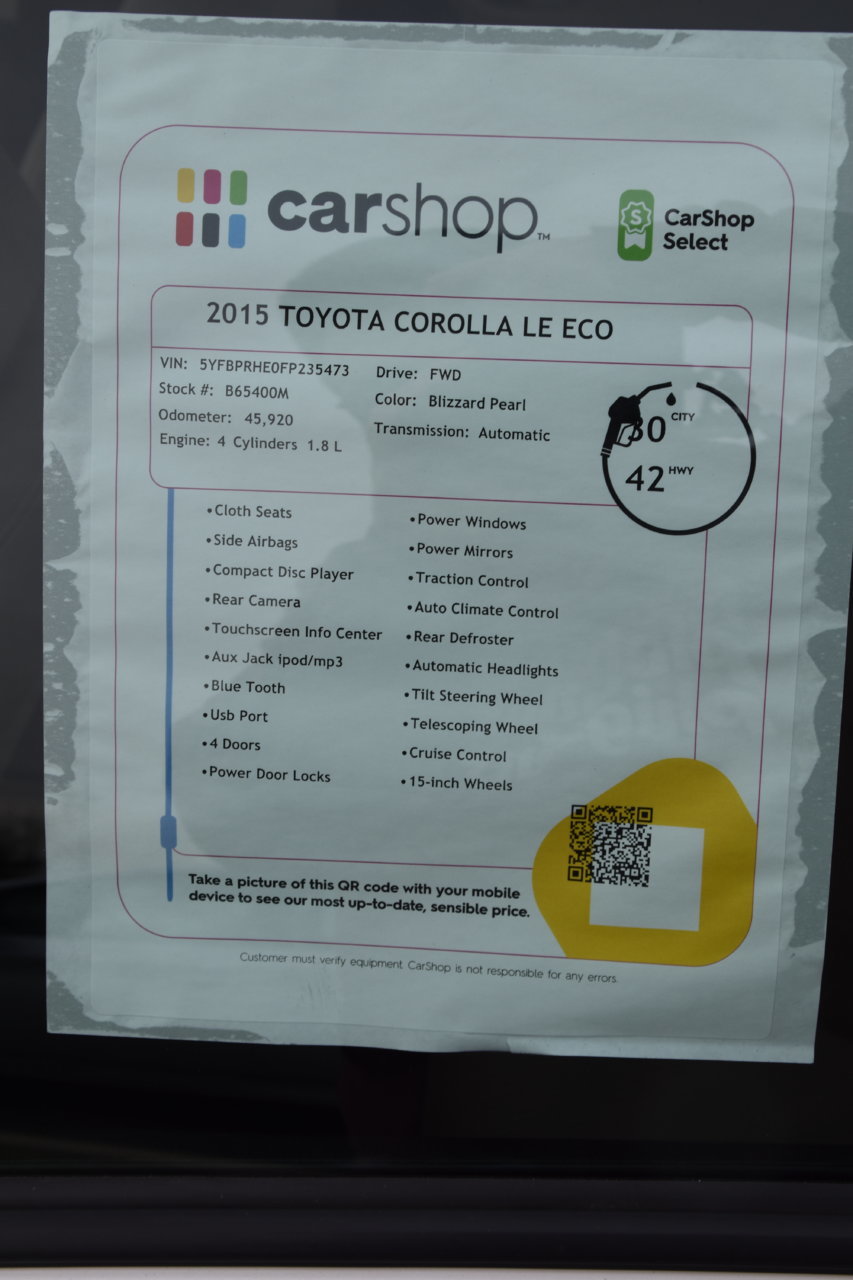 carshop™
CarShop
Select
2015 TOYOTA COROLLA LE ECO
VIN: 5YFBPRHE0FP235473
Stock #: B65400M
Odometer: 45,920
Engine: 4 Cylinders 1.8 L
Drive: FWD
Color: Blizzard Pearl
Transmission: Automatic
30 CITY
42 HWY
•Cloth Seats
•Side Airbags
•Compact Disc Player
•Rear Camera
•Touchscreen Info Center
•Aux Jack ipod/mp3
•Blue Tooth
•Usb Port
•4 Doors
•Power Door Locks
•Power Windows
•Power Mirrors
•Traction Control
•Auto Climate Control
•Rear Defroster
•Automatic Headlights
•Tilt Steering Wheel
•Telescoping Wheel
•Cruise Control
•15-inch Wheels
Take a picture of this QR code with your mobile
device to see our most up-to-date, sensible price.
Customer must verify equipment. CarShop is not responsible for any errors.